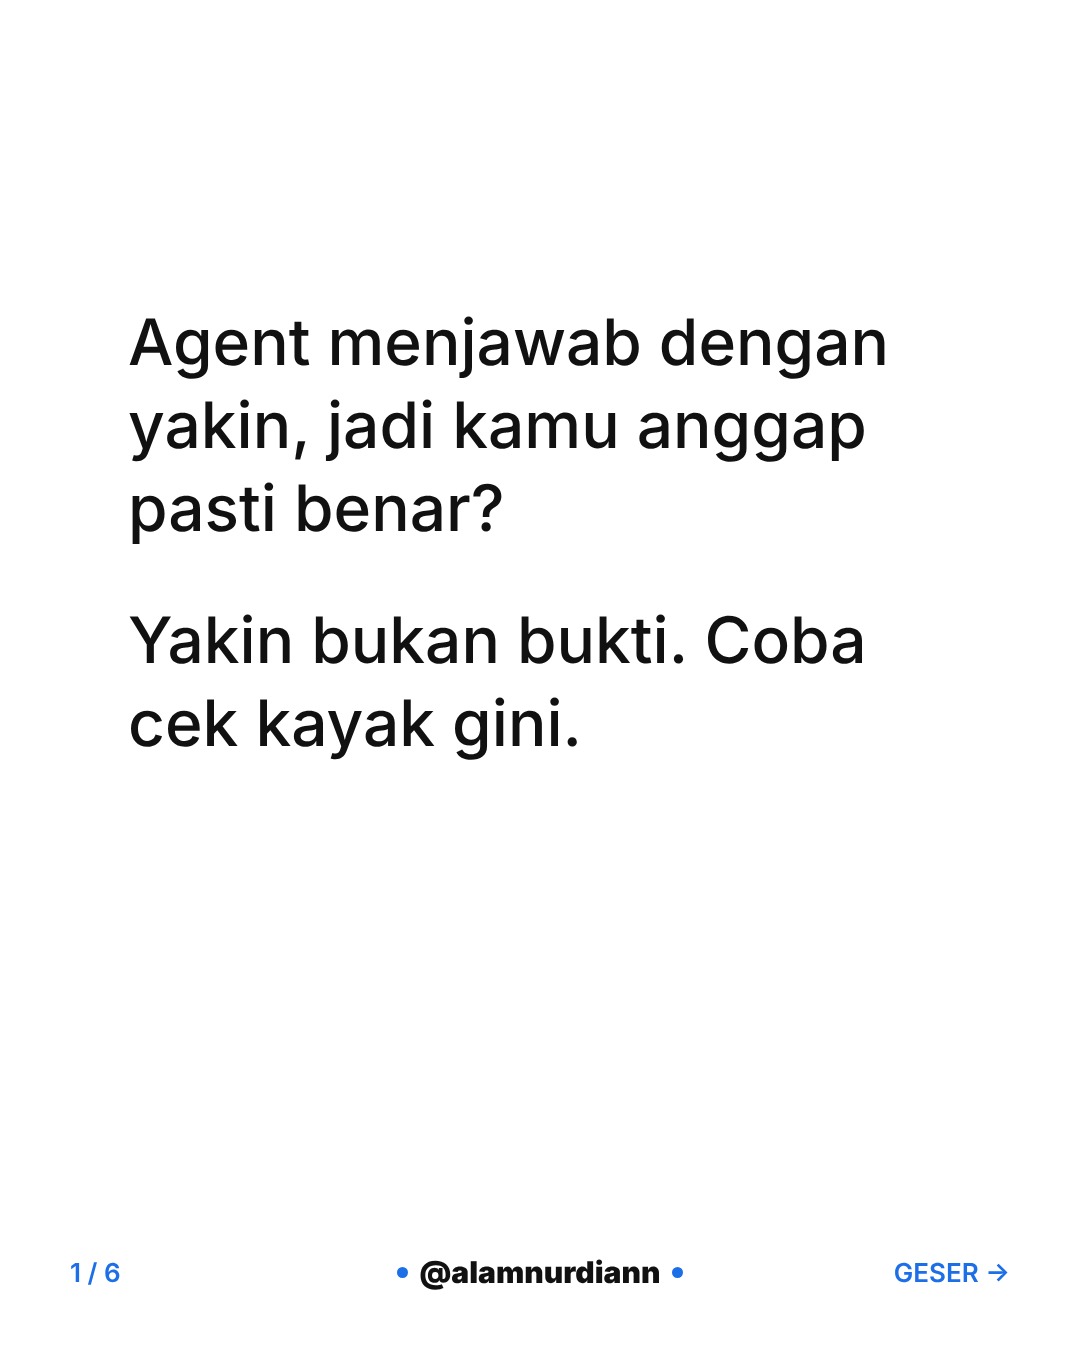 Agent menjawab dengan
yakin, jadi kamu anggap
pasti benar?
Yakin bukan bukti. Coba
cek kayak gini.
1 / 6
• @alamnurdiann •
GESER →